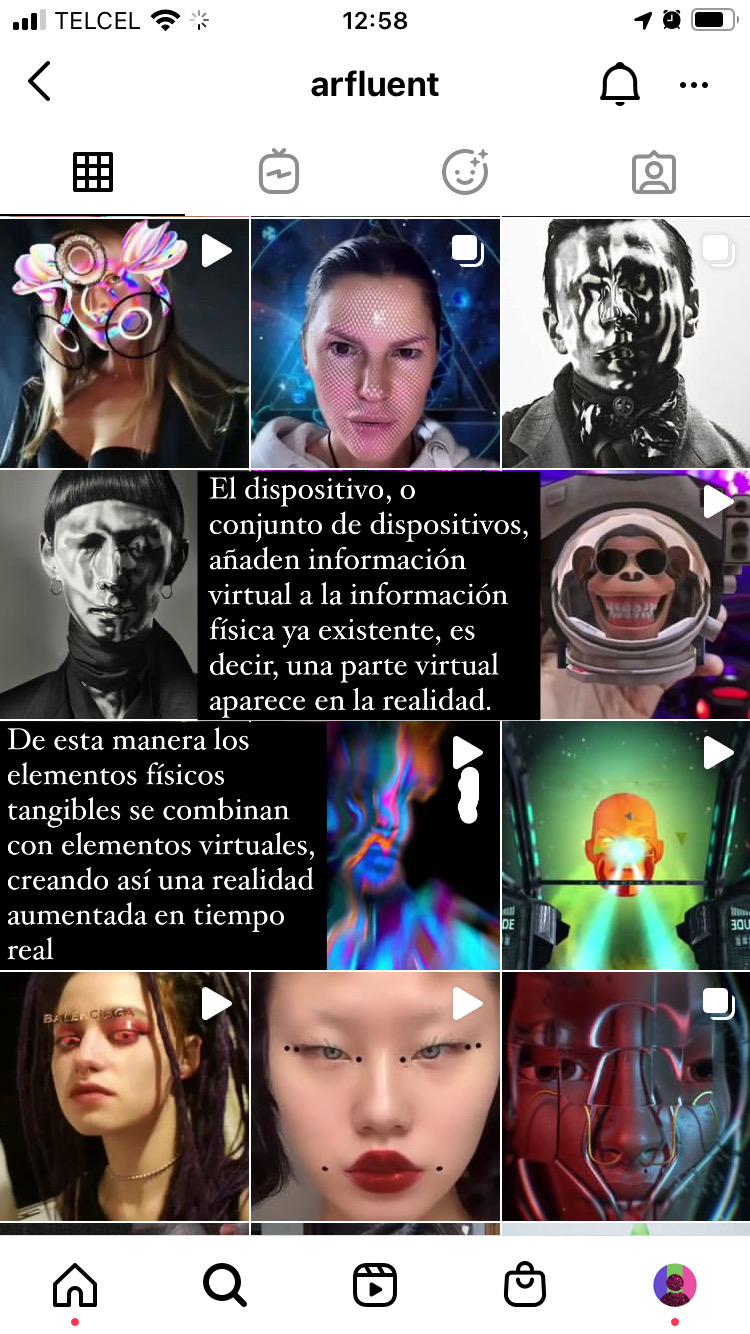 TELCEL
12:58
arfluent
El dispositivo, o
conjunto de dispositivos,
añaden información
virtual a la información
física ya existente, es
decir, una parte virtual
aparece en la realidad.
De esta manera los
elementos físicos
tangibles se combinan
con elementos virtuales,
creando así una realidad
aumentada en tiempo
real
BALENCIAGA